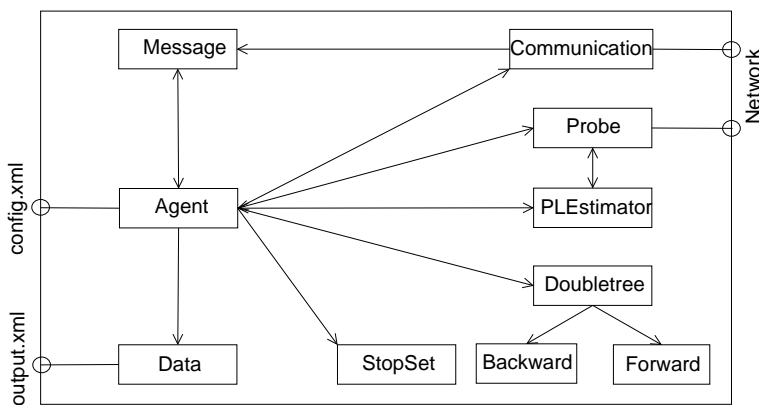 Message
Communication
Network
Probe
config.xml
Agent
PLEstimator
Doubletree
output.xml
Data
StopSet
Backward
Forward